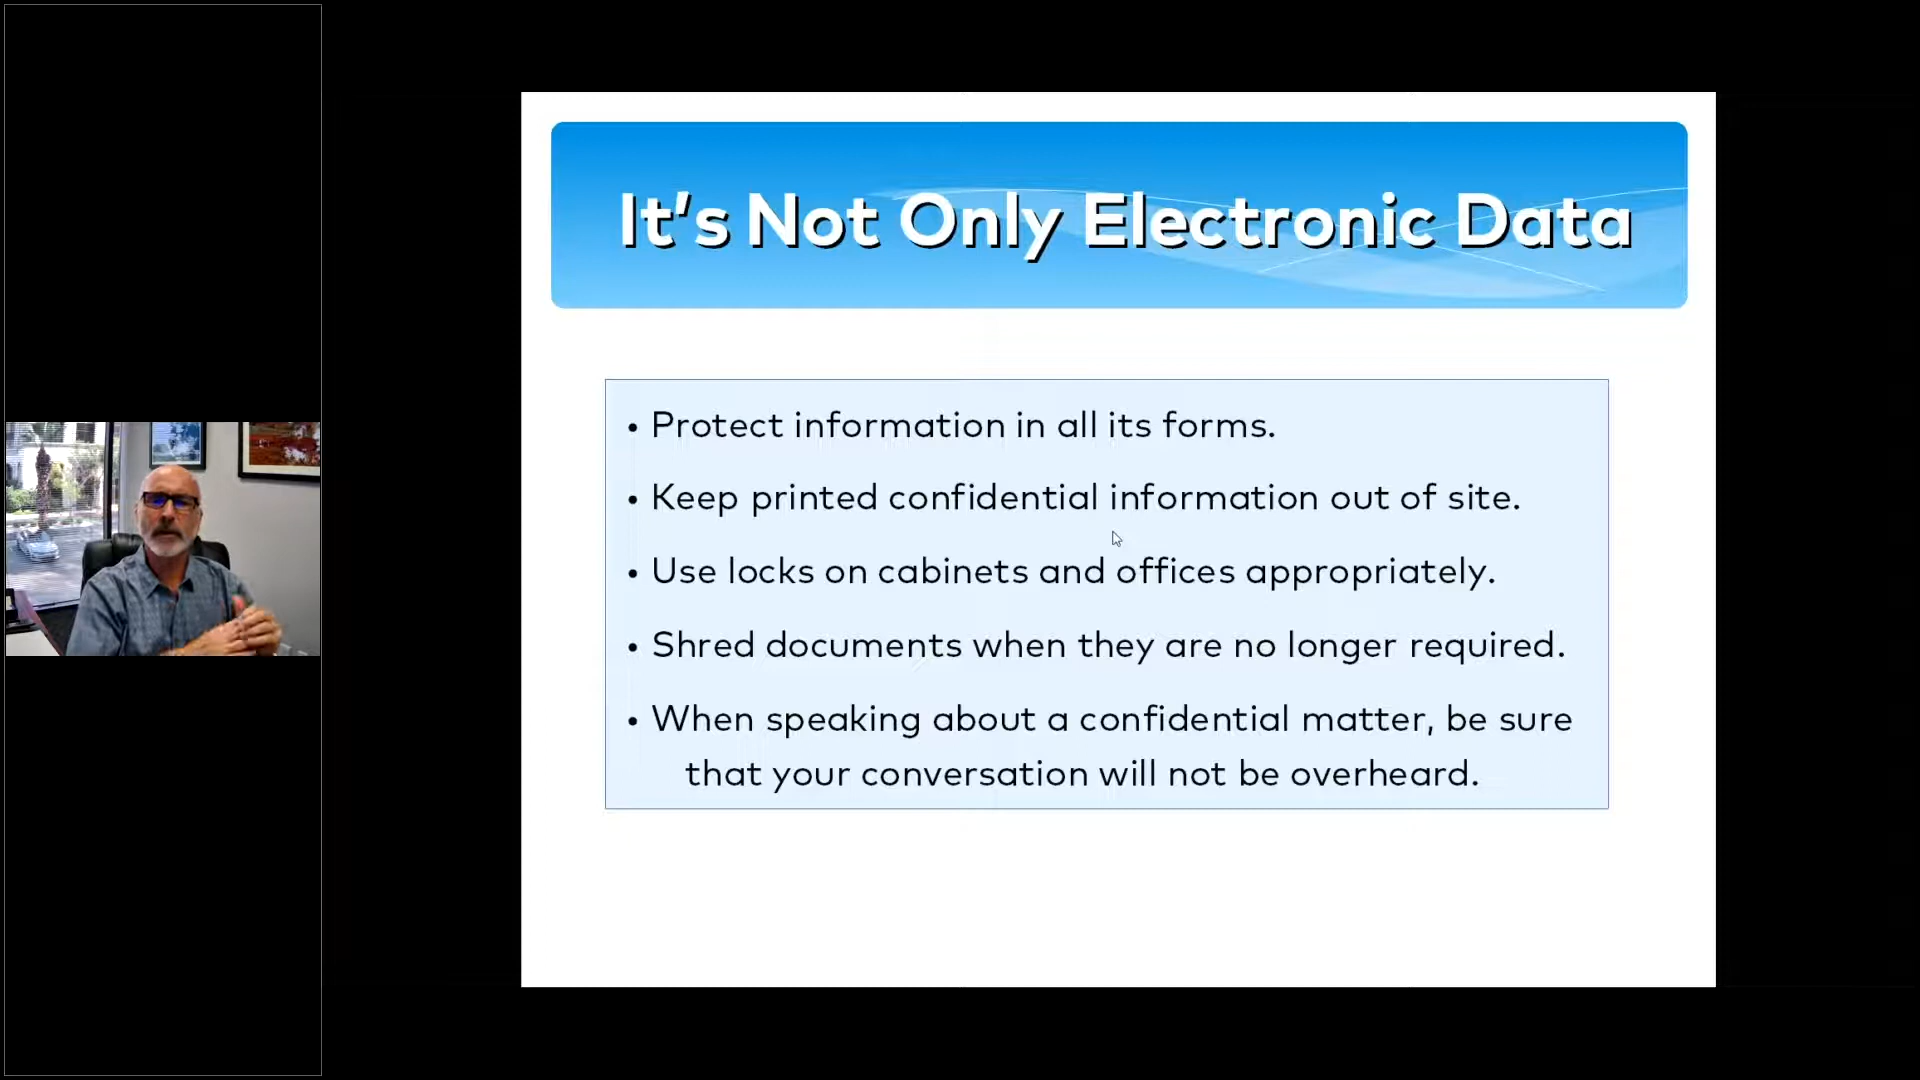 It's Not Only Electronic Data
• Protect information in all its forms.
• Keep printed confidential information out of site.
• Use locks on cabinets and offices appropriately.
• Shred documents when they are no longer required.
• When speaking about a confidential matter, be sure
that your conversation will not be overheard.